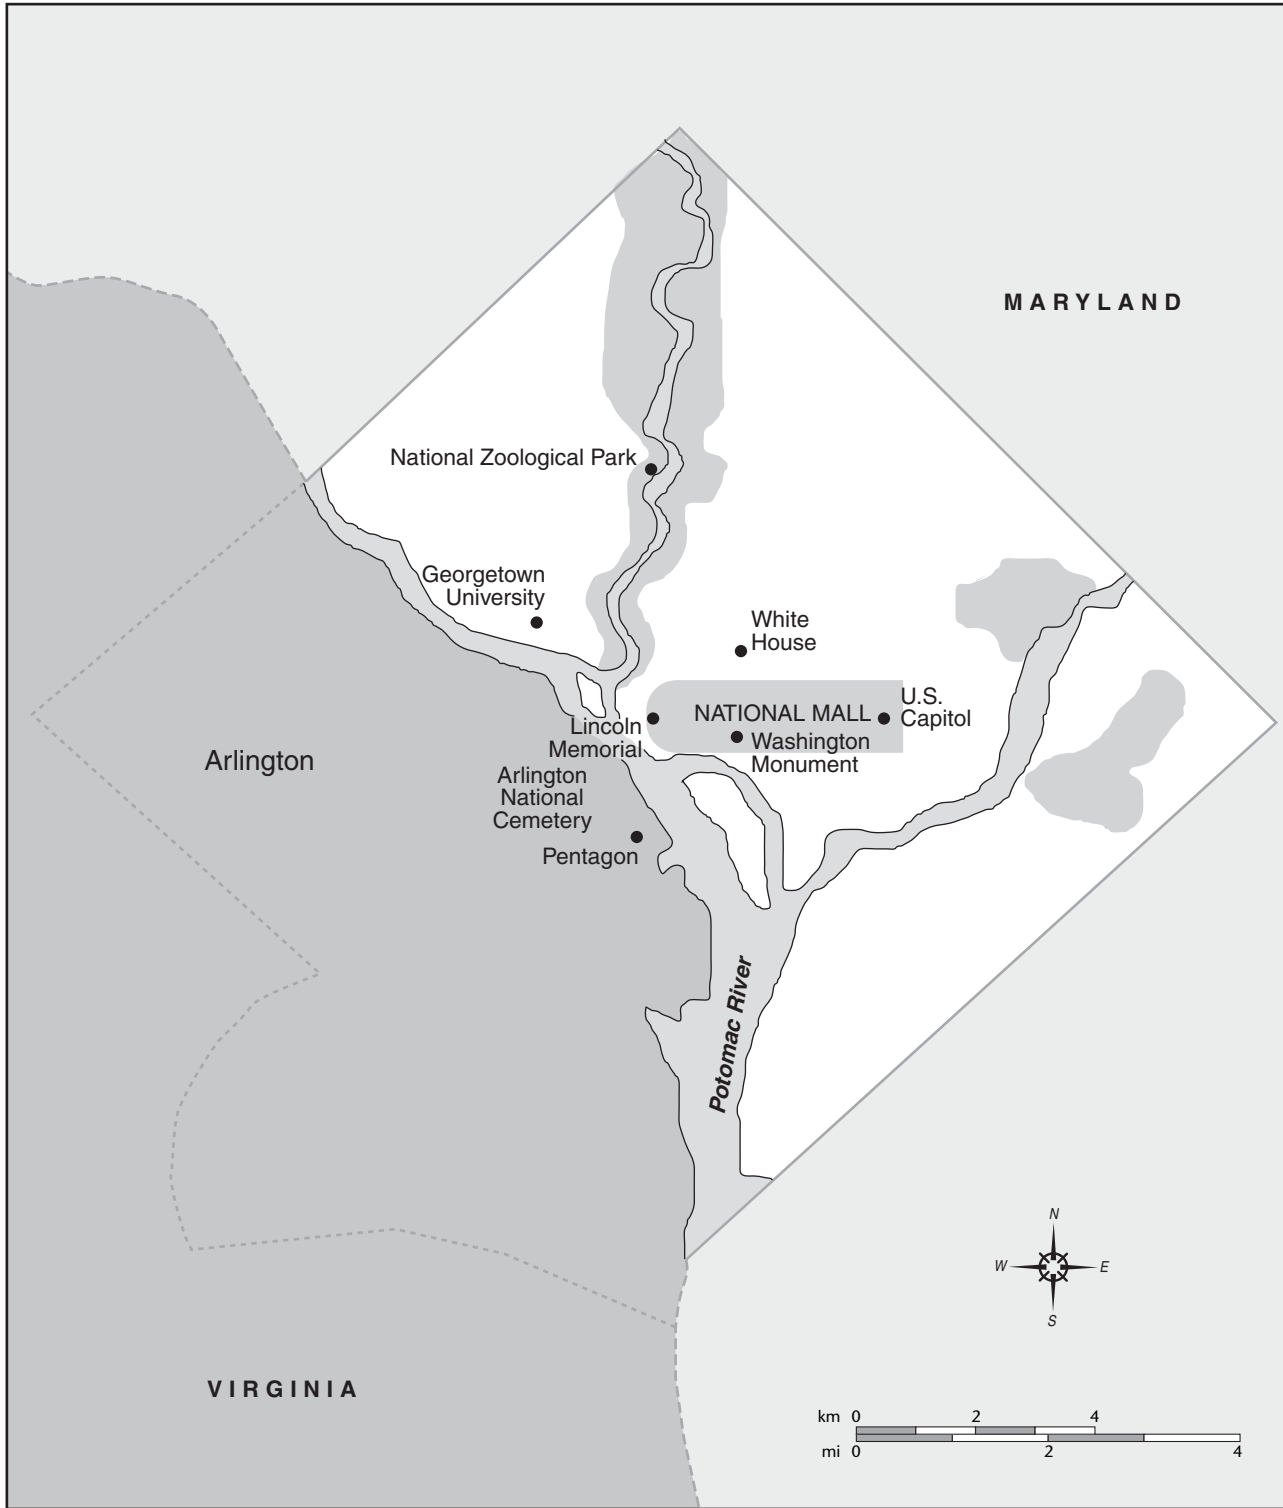 MARYLAND
National Zoological Park
Georgetown
University
White
House
U.S.
Capitol
NATIONAL MALL
Lincoln
Memorial
Washington
Monument
Arlington
Arlington
National
Cemetery
Pentagon
Potomac River
N
W E
S
VIRGINIA
km 0 2 4
mi 0 2 4